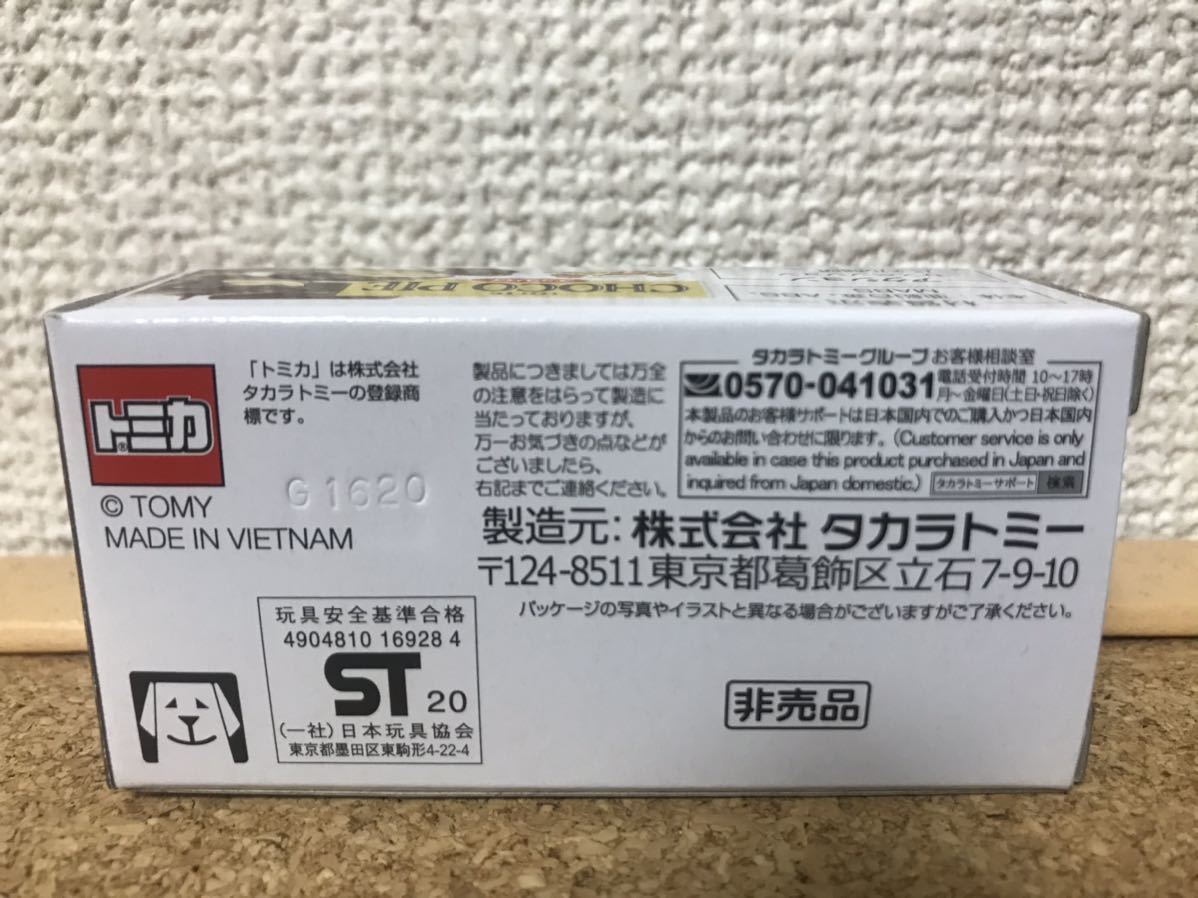 CHOCO PIE
トミカ®
「トミカ」は株式会社
タカラトミーの登録商
標です。
© TOMY
MADE IN VIETNAM
G1620
製品につきましては万全
の注意をはらって製造に
当たっておりますが、
万一お気づきの点などが
ございましたら、
右記までご連絡ください。
タカラトミーグループお客様相談室
0570-041031 電話受付時間 10〜17時
月〜金曜日(土日・祝日除く)
本製品のお客様サポートは日本国内でのご購入かつ日本国内
からのお問い合わせに限ります。(Customer service is only
available in case this product purchased in Japan and
inquired from Japan domestic.) タカラトミーサポート 検索
製造元: 株式会社 タカラトミー
〒124-8511 東京都葛飾区立石7-9-10
パッケージの写真やイラストと異なる場合がございますがご了承ください。
玩具安全基準合格
4904810 16928 4
ST 20
(一社)日本玩具協会
東京都墨田区東駒形4-22-4
非売品